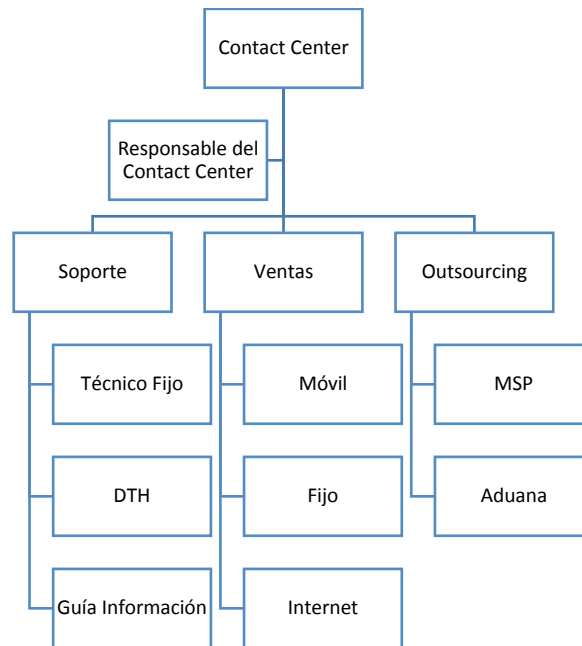 Contact Center
Responsable del
Contact Center
Soporte
Ventas
Outsourcing
Técnico Fijo
Móvil
MSP
DTH
Fijo
Aduana
Guía Información
Internet